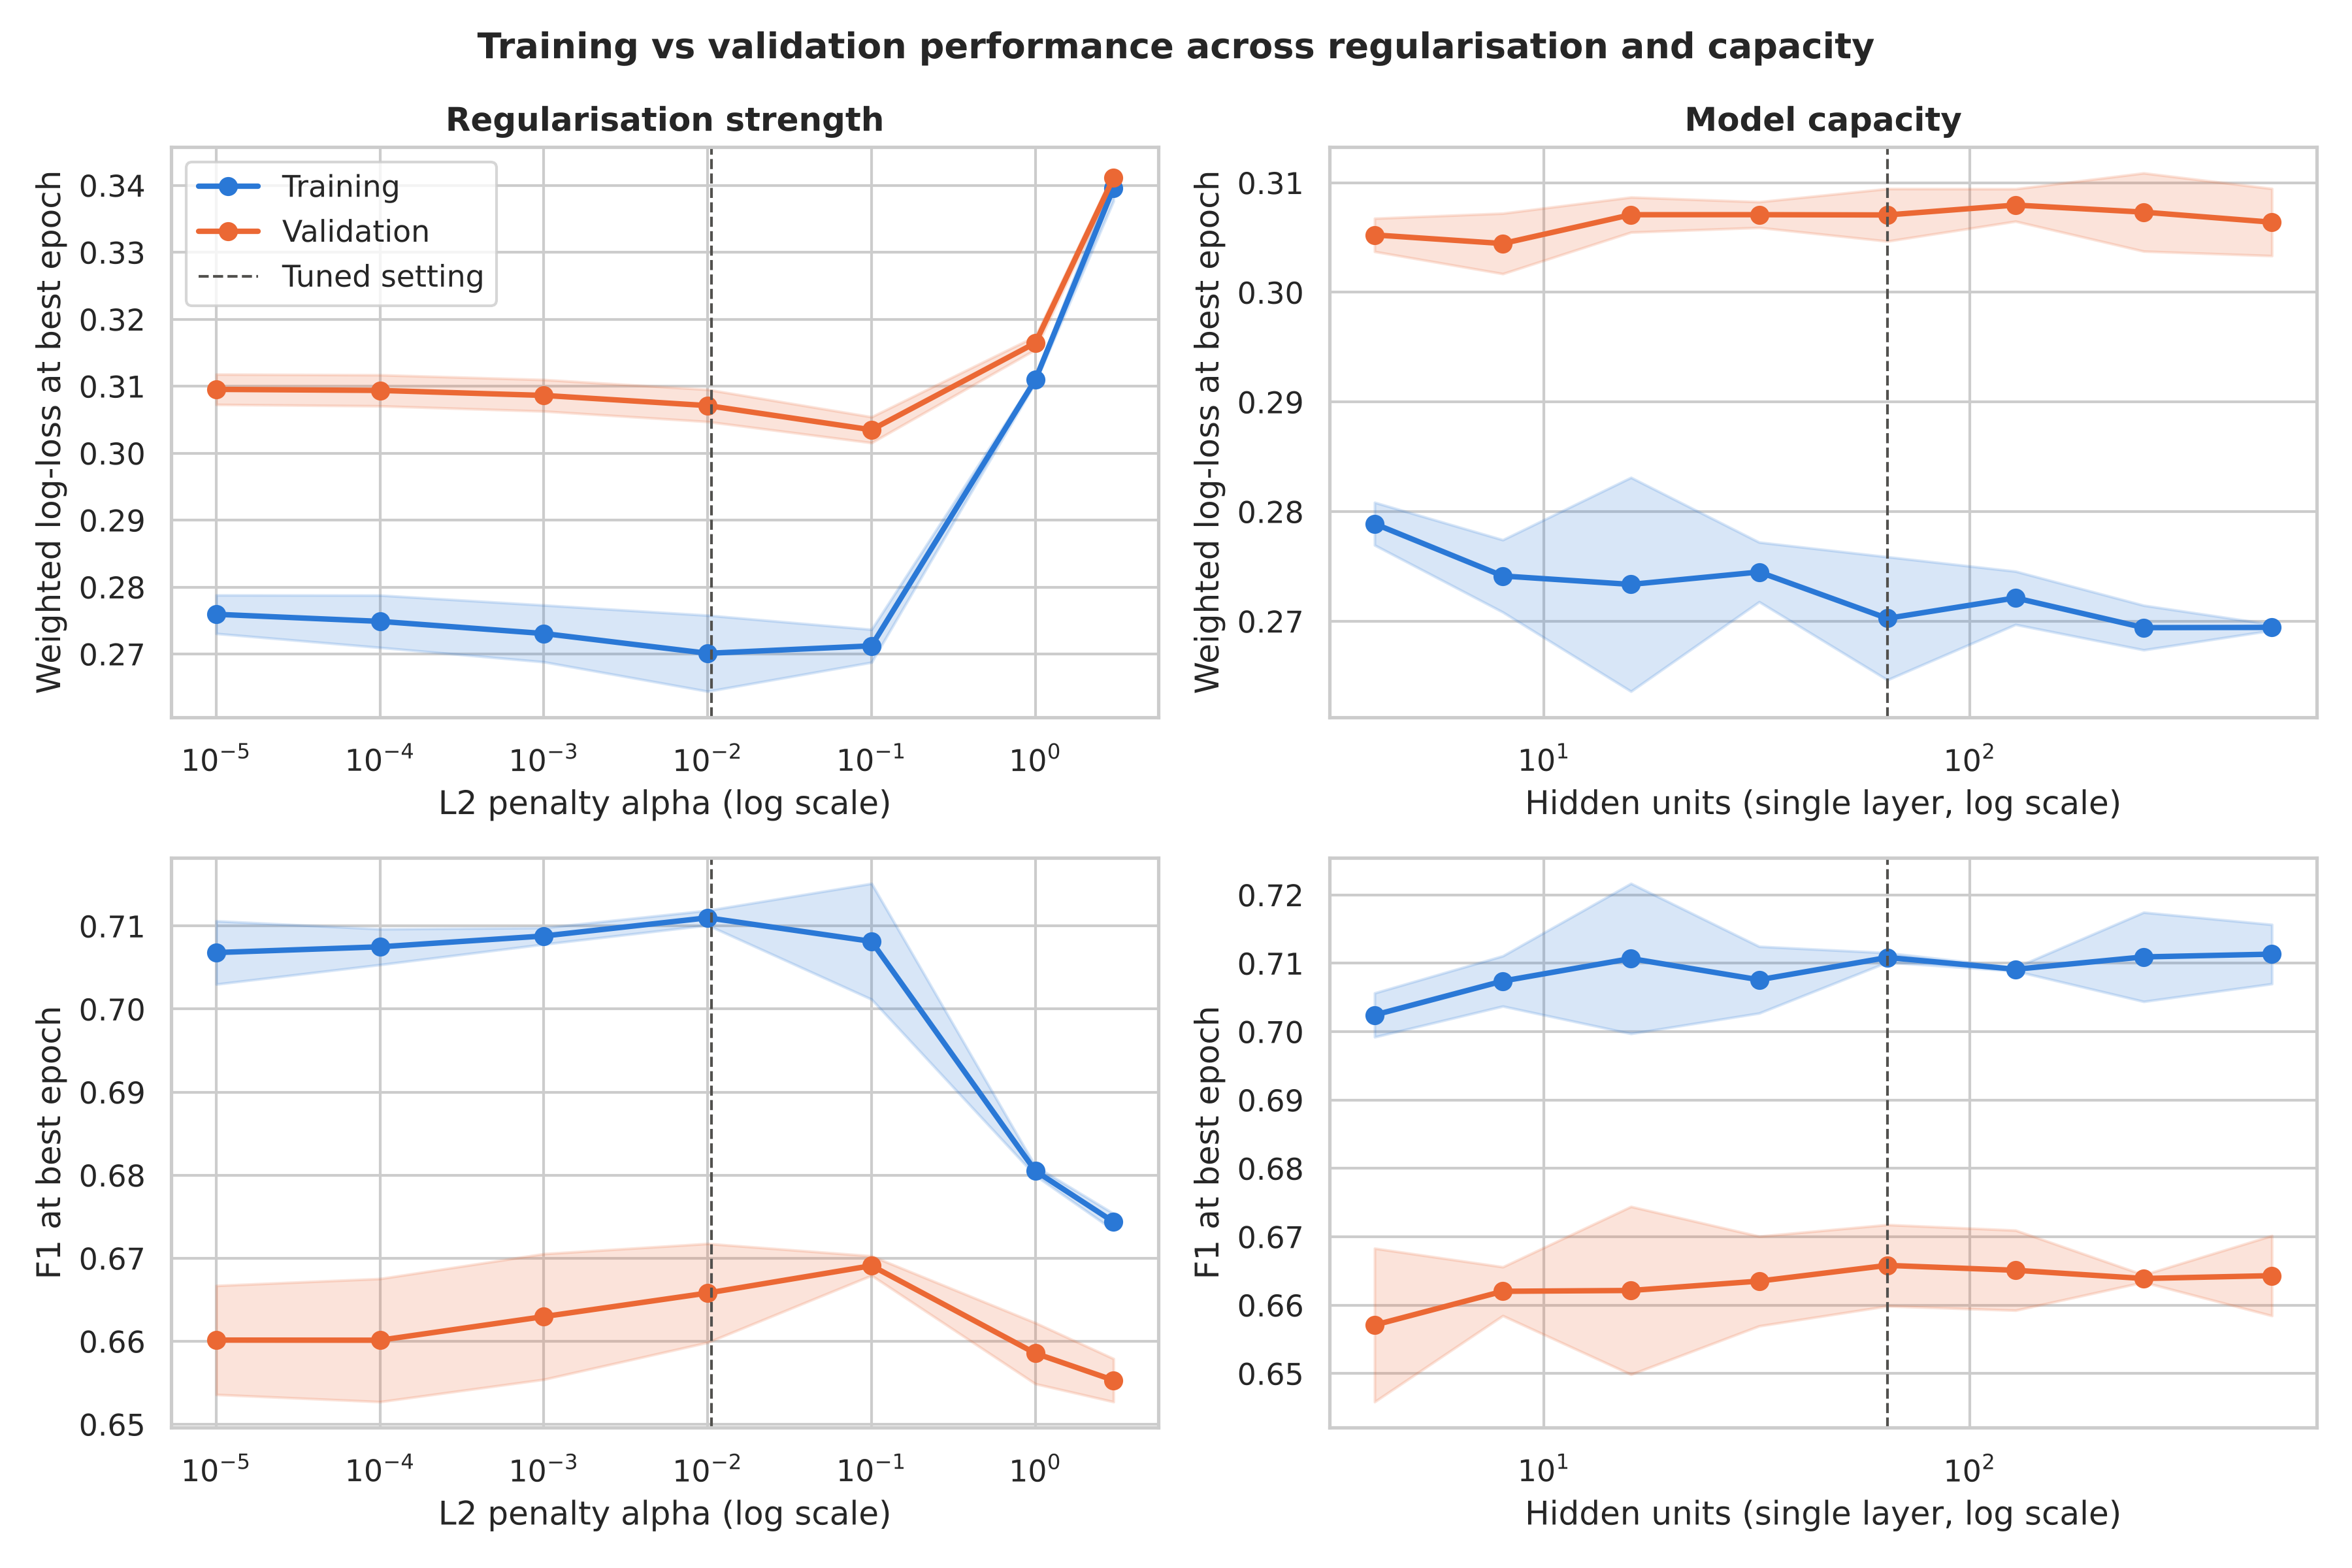 Training vs validation performance across regularisation and capacity
Regularisation strength
Weighted log-loss at best epoch
0.34
0.33
0.32
0.31
0.30
0.29
0.28
0.27
Training
Validation
Tuned setting
10⁻⁵ 10⁻⁴ 10⁻³ 10⁻² 10⁻¹ 10⁰
L2 penalty alpha (log scale)
Model capacity
Weighted log-loss at best epoch
0.31
0.30
0.29
0.28
0.27
10¹ 10²
Hidden units (single layer, log scale)
F1 at best epoch
0.71
0.70
0.69
0.68
0.67
0.66
0.65
10⁻⁵ 10⁻⁴ 10⁻³ 10⁻² 10⁻¹ 10⁰
L2 penalty alpha (log scale)
F1 at best epoch
0.72
0.71
0.70
0.69
0.68
0.67
0.66
0.65
10¹ 10²
Hidden units (single layer, log scale)